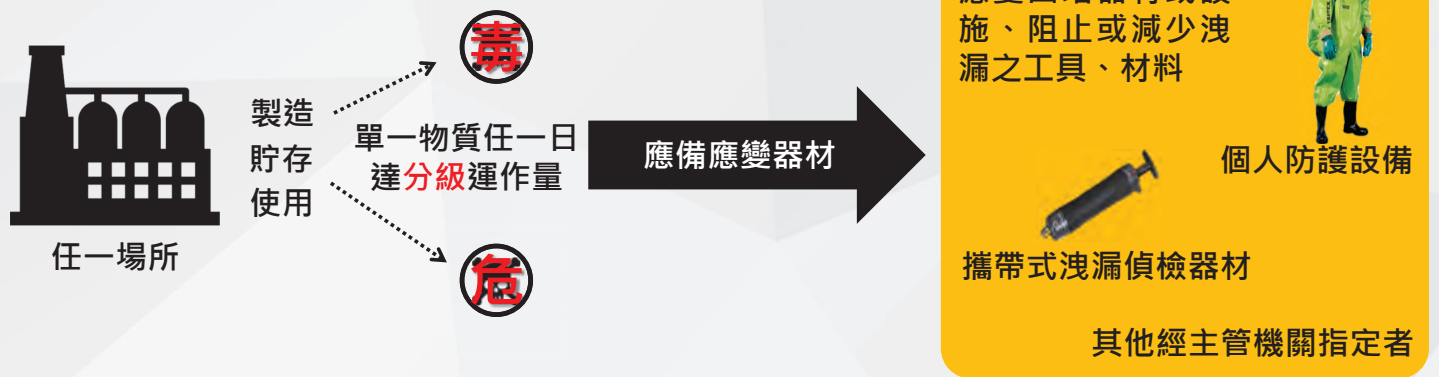 毒
施、阻止或減少洩
漏之工具、材料
製造
貯存
使用
單一物質任一日
達分級運作量
應備應變器材
個人防護設備
任一場所
危
攜帶式洩漏偵檢器材
其他經主管機關指定者